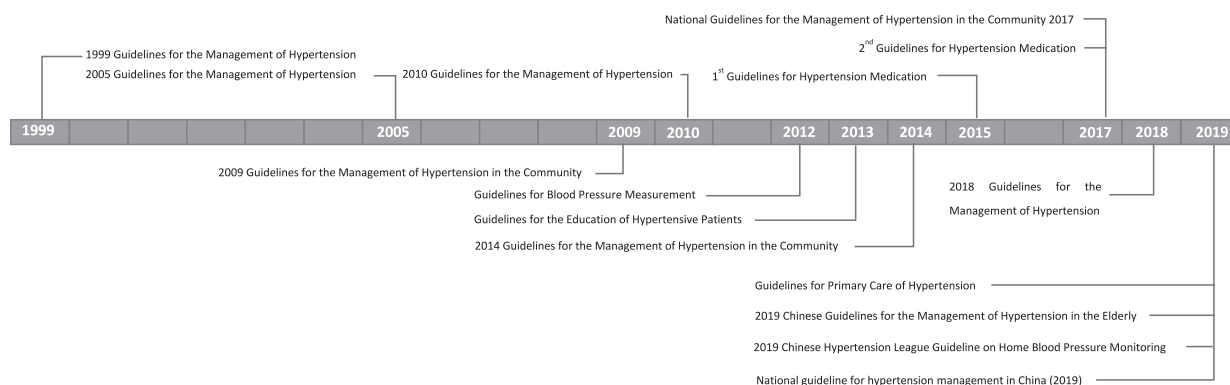 National Guidelines for the Management of Hypertension in the Community 2017
2nd Guidelines for Hypertension Medication
1999 Guidelines for the Management of Hypertension
2005 Guidelines for the Management of Hypertension
2010 Guidelines for the Management of Hypertension
1st Guidelines for Hypertension Medication
1999 2005 2009 2010 2012 2013 2014 2015 2017 2018 2019
2009 Guidelines for the Management of Hypertension in the Community
Guidelines for Blood Pressure Measurement
Guidelines for the Education of Hypertensive Patients
2014 Guidelines for the Management of Hypertension in the Community
2018 Guidelines for the
Management of Hypertension
Guidelines for Primary Care of Hypertension
2019 Chinese Guidelines for the Management of Hypertension in the Elderly
2019 Chinese Hypertension League Guideline on Home Blood Pressure Monitoring
National guideline for hypertension management in China (2019)